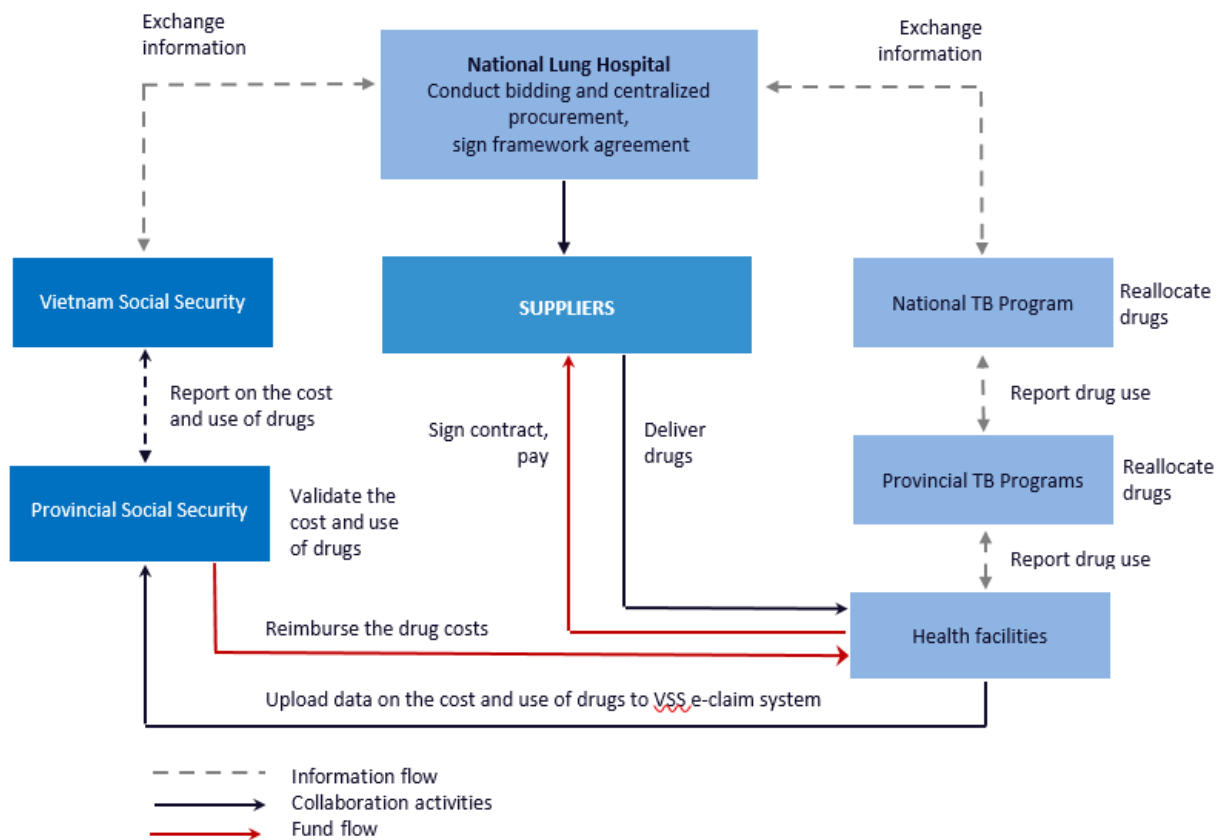 Exchange
information
Exchange
information
National Lung Hospital
Conduct bidding and centralized
procurement,
sign framework agreement
Vietnam Social Security
SUPPLIERS
National TB Program
Reallocate
drugs
Report on the cost
and use of drugs
Sign contract,
pay
Deliver
drugs
Report drug use
Provincial Social Security
Validate the
cost and use
of drugs
Provincial TB Programs
Reallocate
drugs
Report drug use
Reimburse the drug costs
Health facilities
Upload data on the cost and use of drugs to VSS e-claim system
Information flow
Collaboration activities
Fund flow